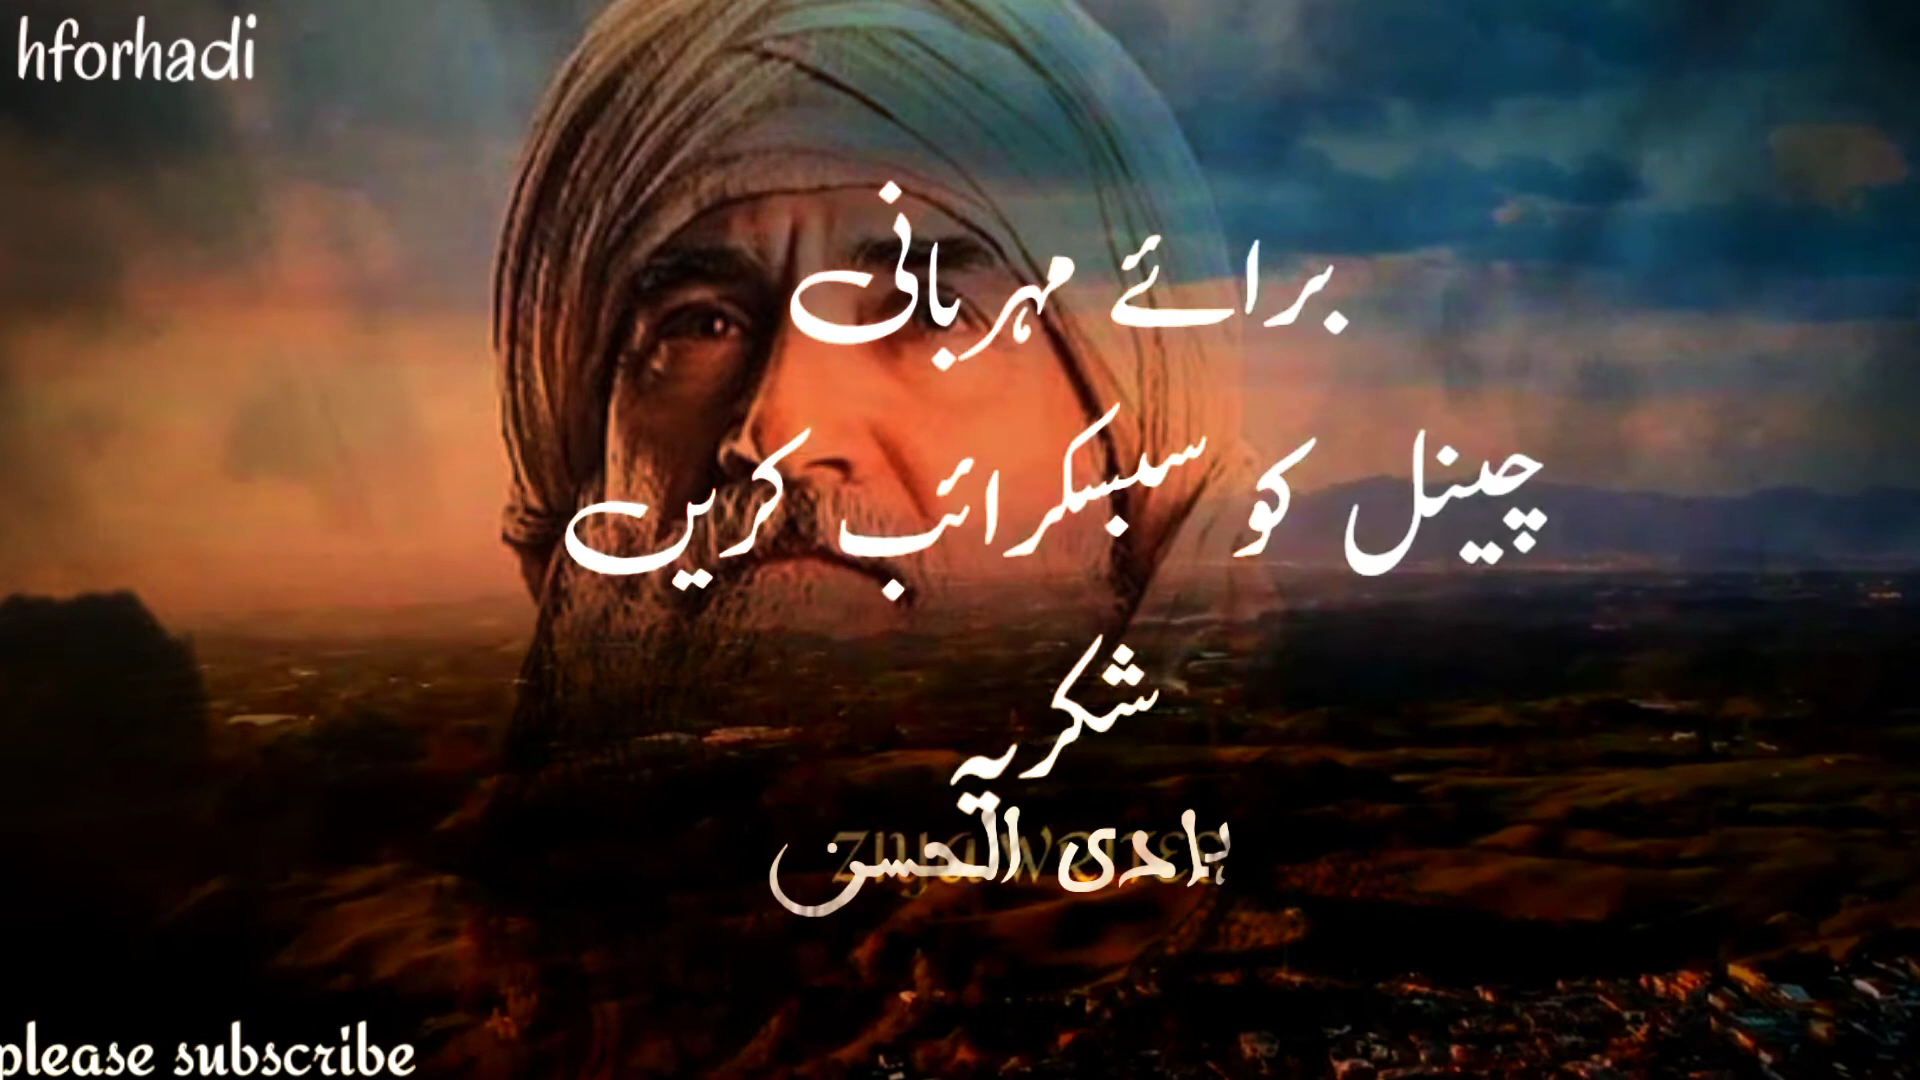 hforhadi
برائے مہربانی
چینل کو سبسکرائب کریں
شکریہ
ہادی الحسن
please subscribe